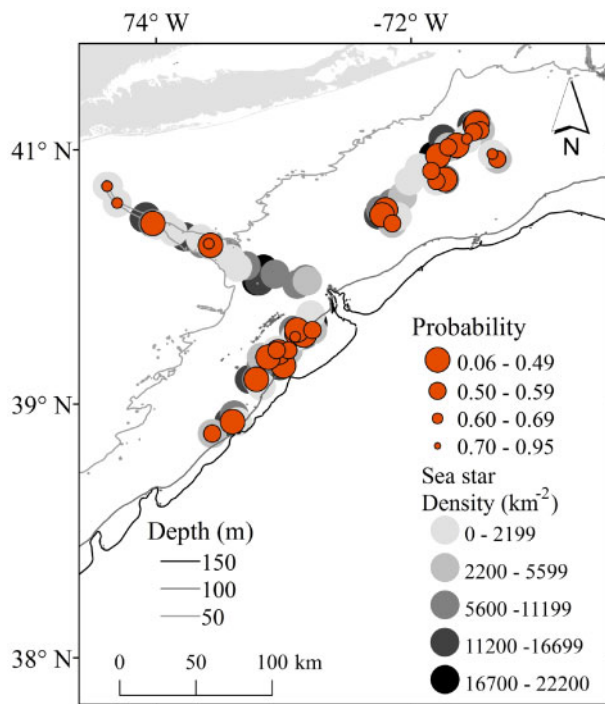 74° W -72° W
41° N
N
Probability
0.06 - 0.49
0.50 - 0.59
39° N
0.60 - 0.69
0.70 - 0.95
Sea star
Density (km-2)
0 - 2199
Depth (m)
2200 - 5599
150
100
5600 -11199
50
11200 -16699
38° N
0 50 100 km
16700 - 22200